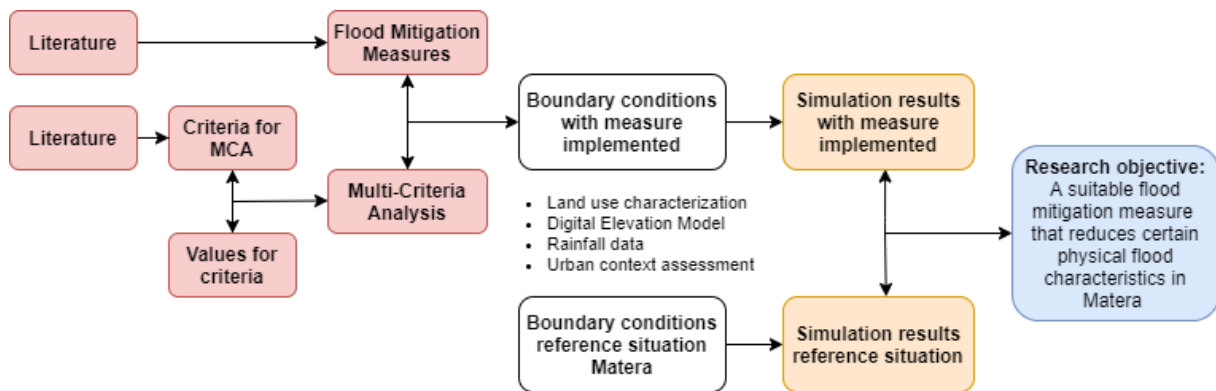 Literature
Flood Mitigation
Measures
Literature
Criteria for
MCA
Values for
criteria
Multi-Criteria
Analysis
Boundary conditions
with measure
implemented
Simulation results
with measure
implemented
• Land use characterization
• Digital Elevation Model
• Rainfall data
• Urban context assessment
Boundary conditions
reference situation
Matera
Simulation results
reference situation
Research objective:
A suitable flood
mitigation measure
that reduces certain
physical flood
characteristics in
Matera